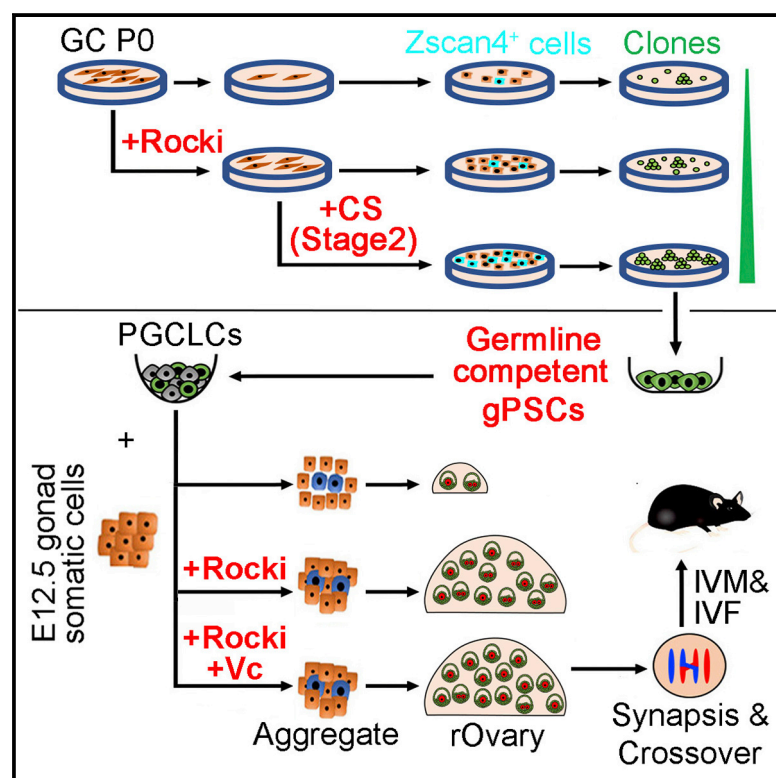 GC P0
Zscan4+ cells
Clones
+Rocki
+CS
(Stage2)
PGCLCs
Germline
competent
gPSCs
+
E12.5 gonad
somatic cells
+Rocki
+Rocki
+Vc
Aggregate
rOvary
IVM&
IVF
Synapsis &
Crossover